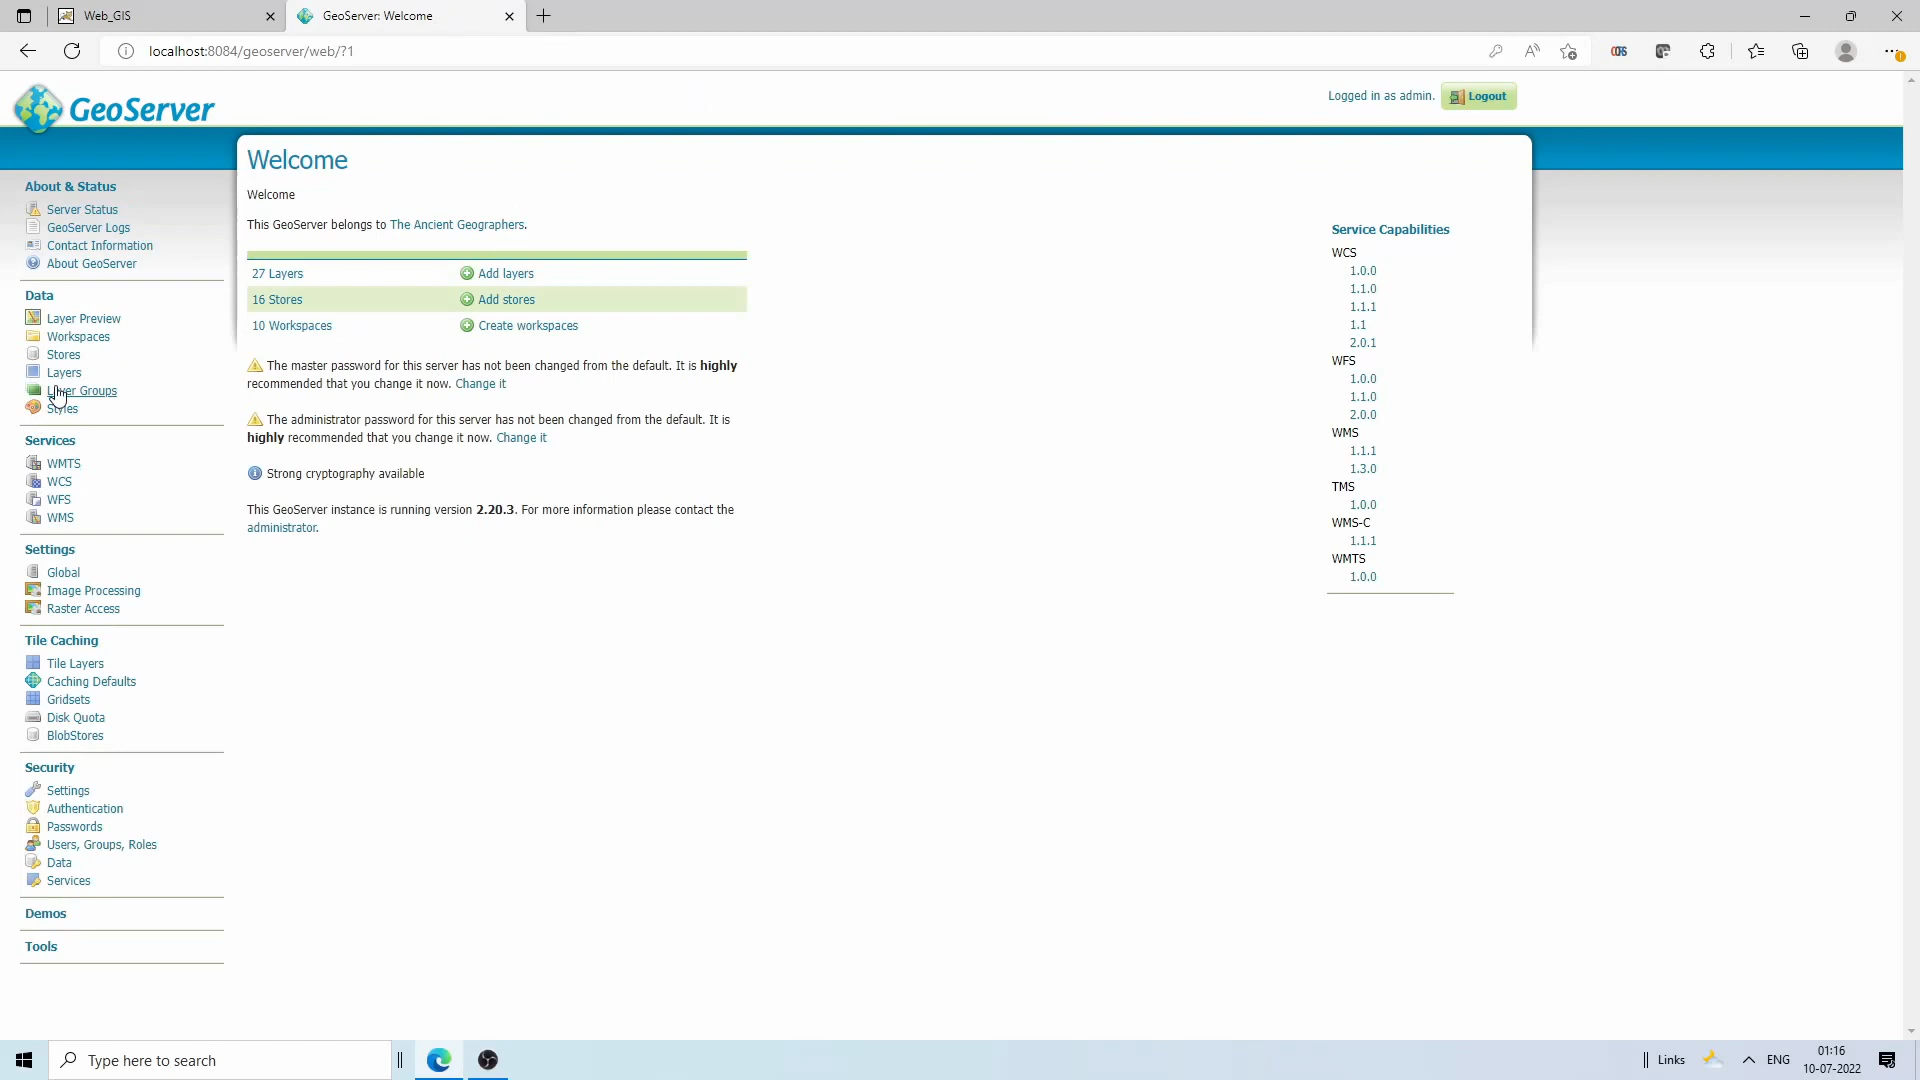 Web_GIS
GeoServer: Welcome
localhost:8084/geoserver/web/?1
GeoServer
Logged in as admin.
Logout
About & Status
Server Status
GeoServer Logs
Contact Information
About GeoServer
Data
Layer Preview
Workspaces
Stores
Layers
Layer Groups
Styles
Services
WMTS
WCS
WFS
WMS
Settings
Global
Image Processing
Raster Access
Tile Caching
Tile Layers
Caching Defaults
Gridsets
Disk Quota
BlobStores
Security
Settings
Authentication
Passwords
Users, Groups, Roles
Data
Services
Demos
Tools
Welcome
Welcome
This GeoServer belongs to The Ancient Geographers.
27 Layers Add layers
16 Stores Add stores
10 Workspaces Create workspaces
The master password for this server has not been changed from the default. It is highly
recommended that you change it now. Change it
The administrator password for this server has not been changed from the default. It is
highly recommended that you change it now. Change it
Strong cryptography available
This GeoServer instance is running version 2.20.3. For more information please contact the
administrator.
Service Capabilities
WCS
1.0.0
1.1.0
1.1.1
1.1
2.0.1
WFS
1.0.0
1.1.0
2.0.0
WMS
1.1.1
1.3.0
TMS
1.0.0
WMS-C
1.1.1
WMTS
1.0.0
Type here to search
Links
ENG
01:16
10-07-2022